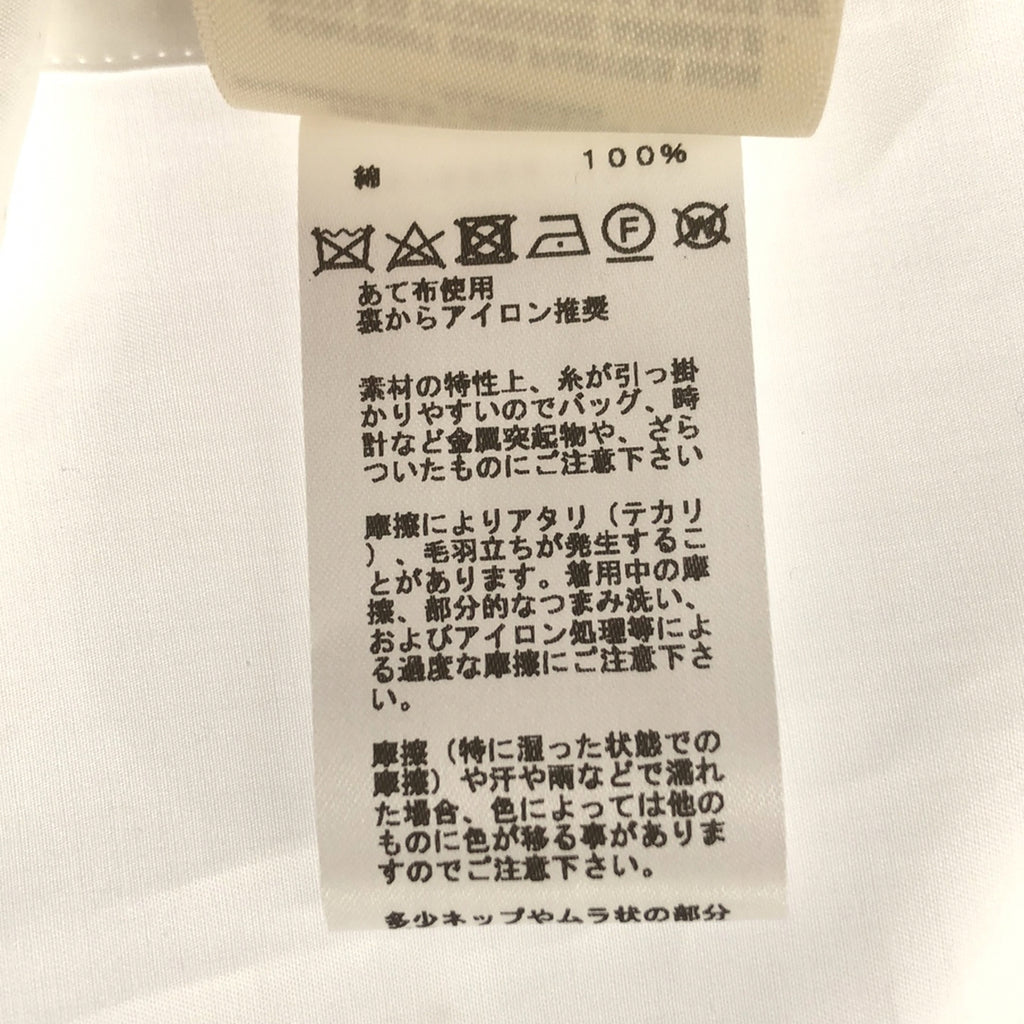 綿 100%
F W
あて布使用
裏からアイロン推奨
素材の特性上、糸が引っ掛
かりやすいのでバッグ、時
計など金属突起物や、ざら
ついたものにご注意下さい
摩擦によりアタリ(テカリ
)、毛羽立ちが発生するこ
とがあります。着用中の摩
擦、部分的なつまみ洗い、
およびアイロン処理等によ
る過度な摩擦にご注意下さ
い。
摩擦(特に湿った状態での
摩擦)や汗や雨などで濡れ
た場合、色によっては他の
ものに色が移る事がありま
すのでご注意下さい。
多少ネップやムラ状の部分